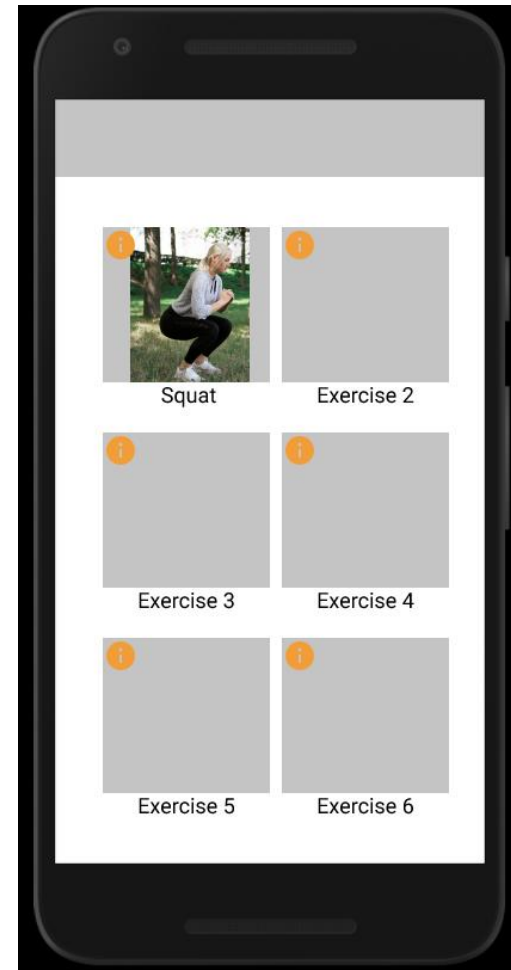 i i
Squat Exercise 2
i i
Exercise 3 Exercise 4
i i
Exercise 5 Exercise 6